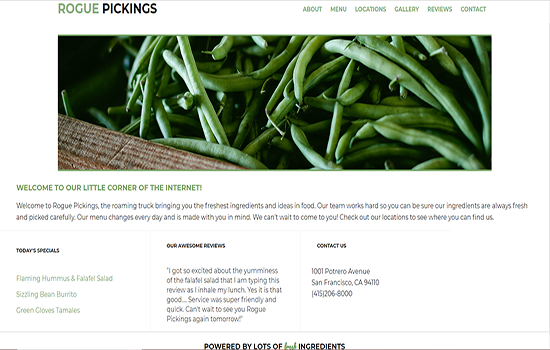 ROGUE PICKINGS
ABOUT MENU LOCATIONS GALLERY REVIEWS CONTACT
WELCOME TO OUR LITTLE CORNER OF THE INTERNET!
Welcome to Rogue Pickings, the roaming truck bringing you the freshest ingredients and ideas in food. Our team works hard so you can be sure our ingredients are always fresh
and picked carefully. Our menu changes every day and is made with you in mind. We can't wait to come to you! Check out our locations to see where you can find us.
TODAY'S SPECIALS
Flaming Hummus & Falafel Salad
Sizzling Bean Burrito
Green Gloves Tamales
OUR AWESOME REVIEWS
"I got so excited about the yumminess
of the falafel salad that I am typing this
review as I inhale my lunch. Yes it is that
good.... Service was super friendly and
quick. Can't wait to see you Rogue
Pickings again tomorrow!!"
CONTACT US
1001 Potrero Avenue
San Francisco, CA 94110
(415)206-8000
POWERED BY LOTS OF fresh INGREDIENTS